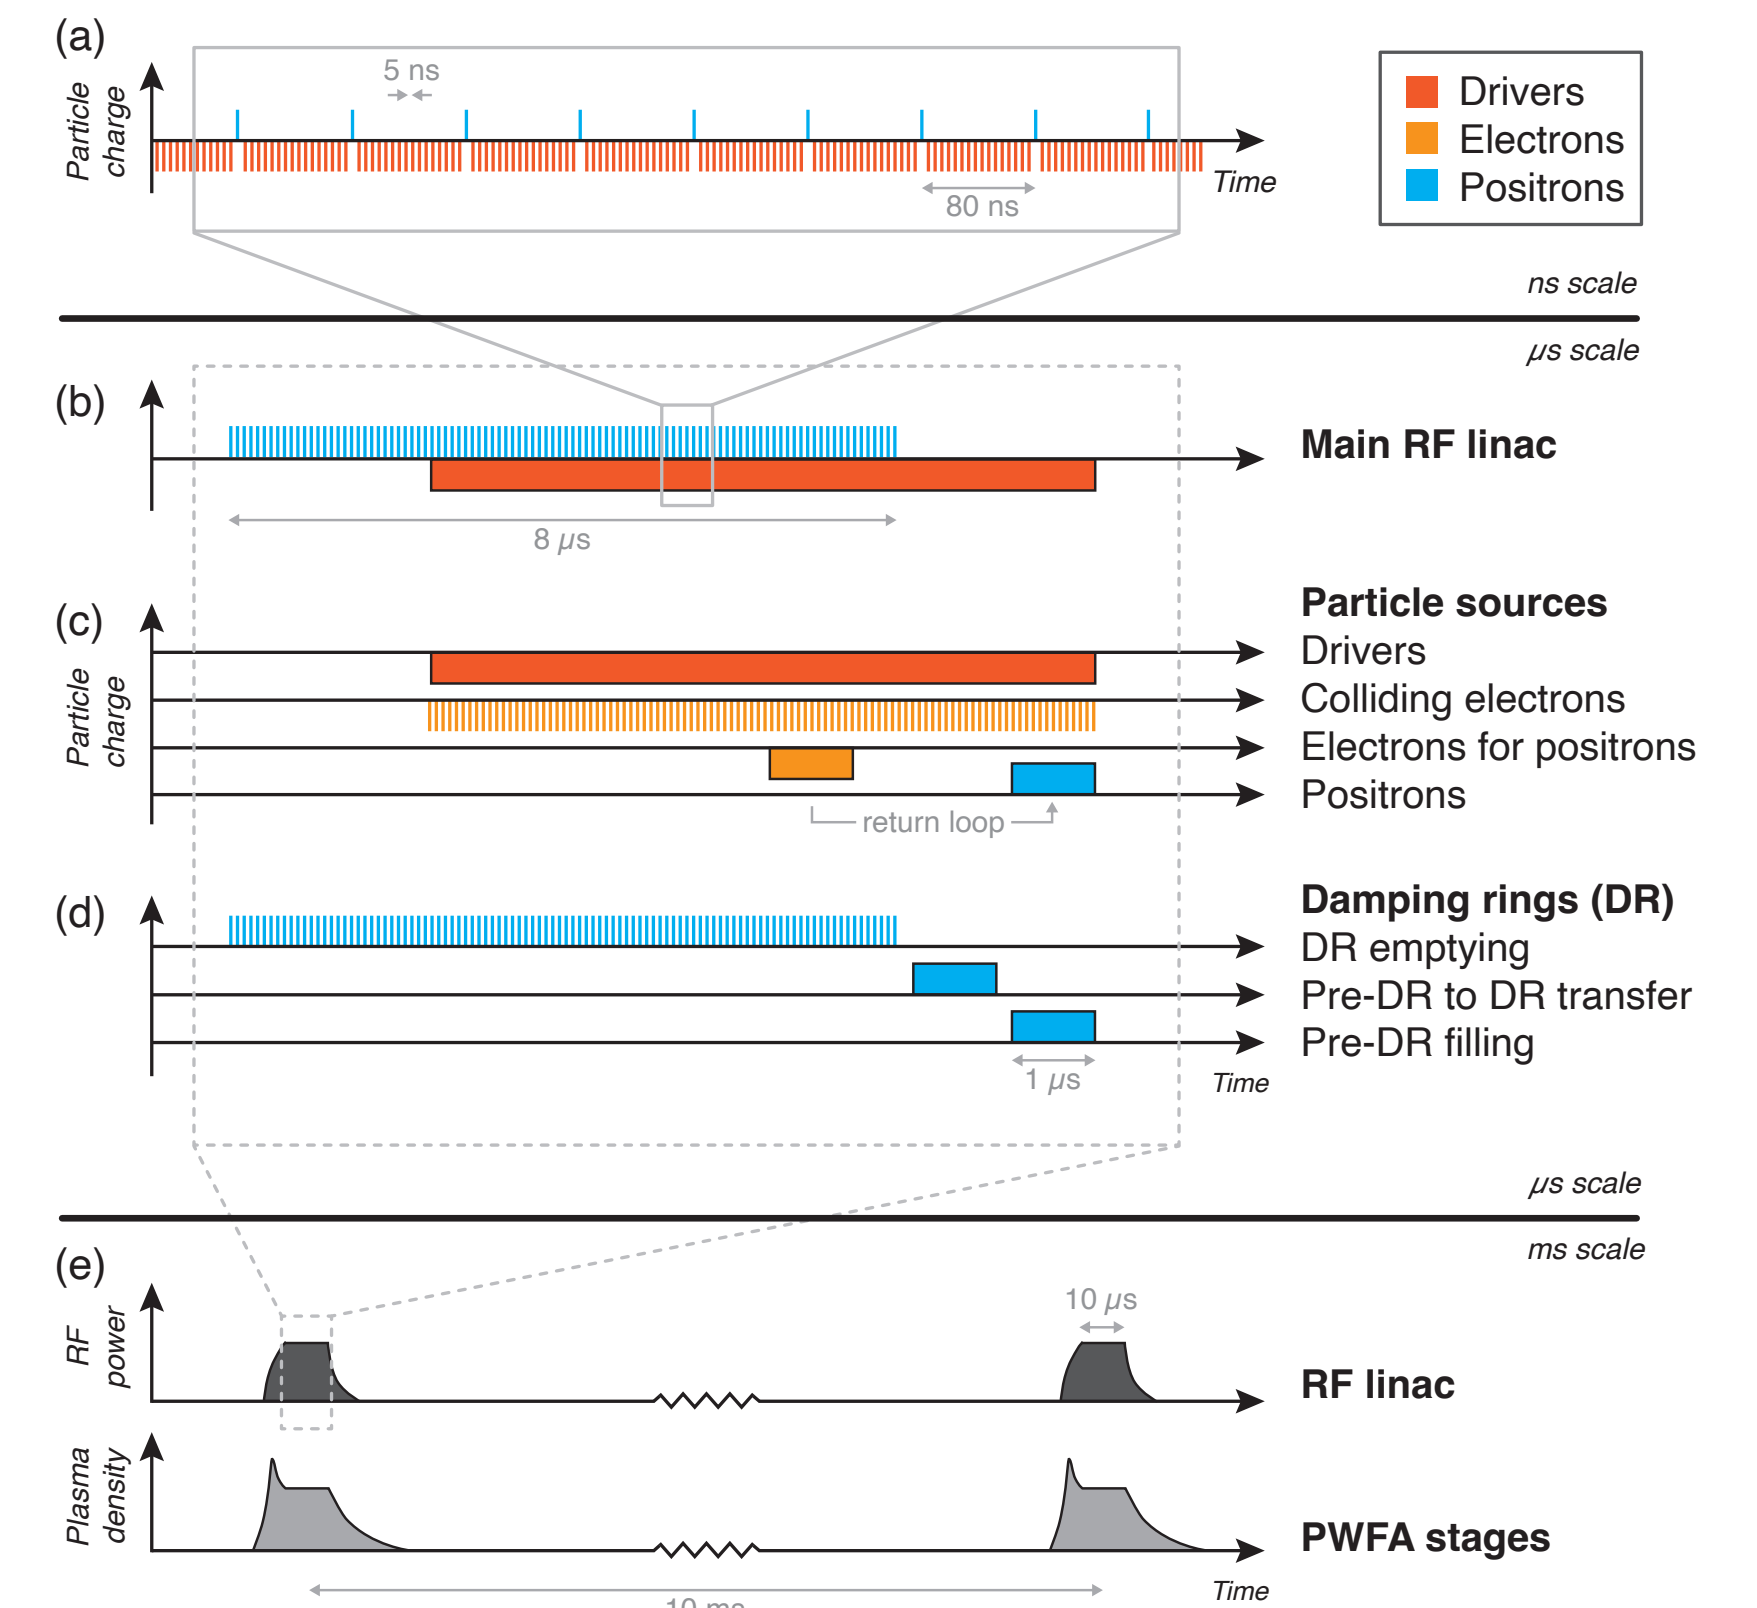 (a)
Particle
charge
5 ns
80 ns
Time
Drivers
Electrons
Positrons
ns scale
µs scale
(b)
8 µs
Main RF linac
(c)
Particle
charge
Particle sources
Drivers
Colliding electrons
Electrons for positrons
Positrons
return loop
(d)
Damping rings (DR)
DR emptying
Pre-DR to DR transfer
Pre-DR filling
1 µs
Time
µs scale
ms scale
(e)
RF
power
10 µs
RF linac
Plasma
density
PWFA stages
Time
10 ms